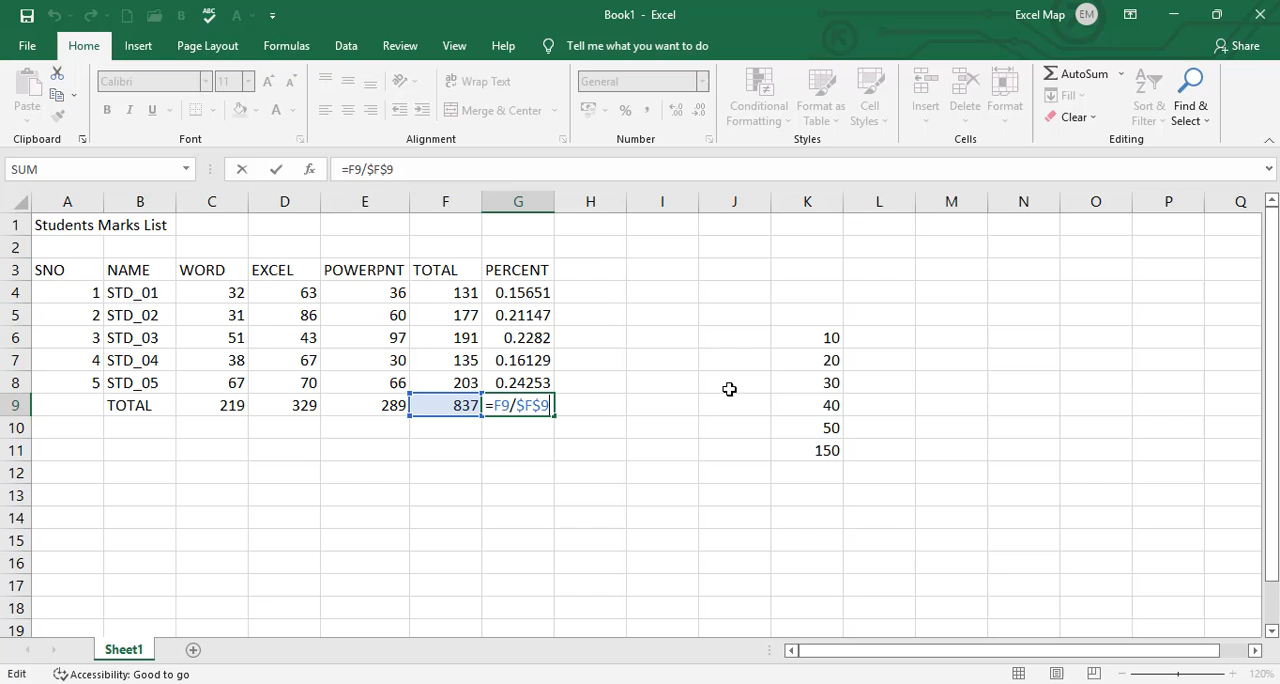 Book1 - Excel
Excel Map EM
File Home Insert Page Layout Formulas Data Review View Help Tell me what you want to do Share
Paste Calibri 11 Wrap Text General Conditional Formatting Format as Table Cell Styles Insert Delete Format AutoSum Fill Clear Sort & Filter Find & Select
B I U Merge & Center % ,
Clipboard Font Alignment Number Styles Cells Editing
SUM fx =F9/$F$9
A B C D E F G H I J K L M N O P Q
1 Students Marks List
2
3 SNO NAME WORD EXCEL POWERPNT TOTAL PERCENT
4 1 STD_01 32 63 36 131 0.15651
5 2 STD_02 31 86 60 177 0.21147
6 3 STD_03 51 43 97 191 0.2282 10
7 4 STD_04 38 67 30 135 0.16129 20
8 5 STD_05 67 70 66 203 0.24253 30
9 TOTAL 219 329 289 837 =F9/$F$9 40
10 50
11 150
12
13
14
15
16
17
18
19
Sheet1
Edit Accessibility: Good to go 120%